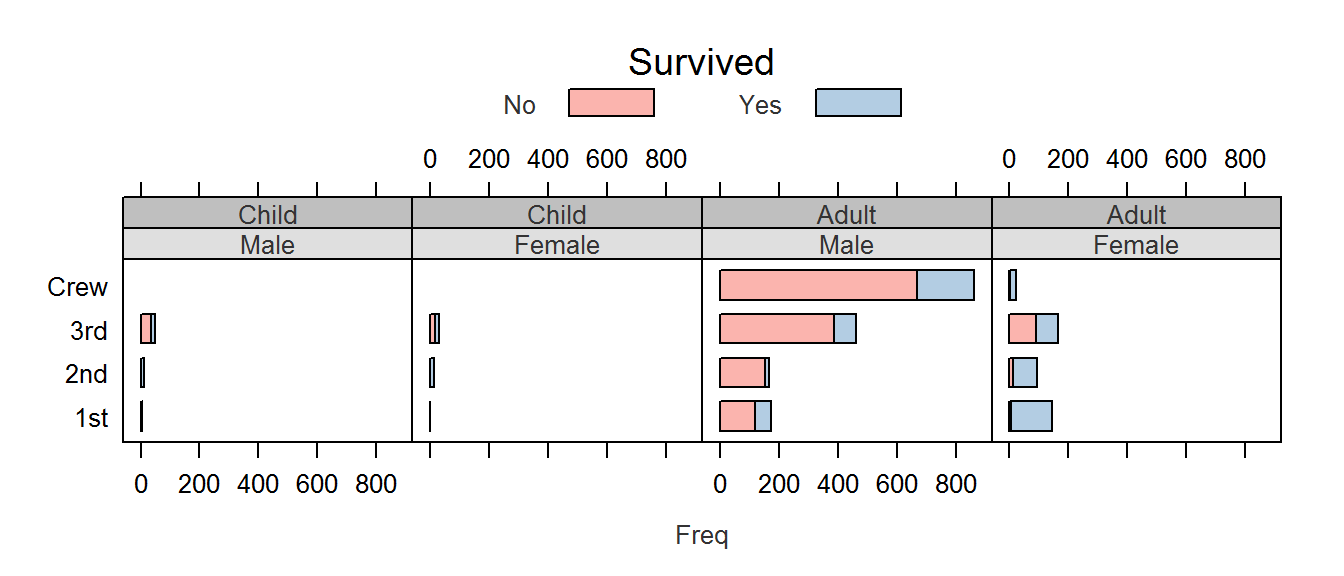 Survived
No Yes
0 200 400 600 800 0 200 400 600 800
Child Child Adult Adult
Male Female Male Female
Crew
3rd
2nd
1st
0 200 400 600 800 0 200 400 600 800
Freq